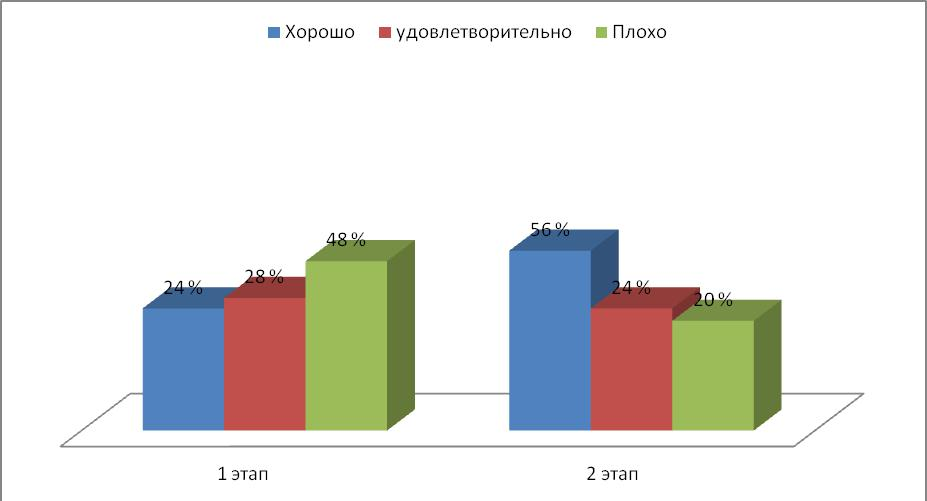 Хорошо удовлетворительно Плохо
24 % 28 % 48 % 56 % 24 % 20 %
1 этап 2 этап